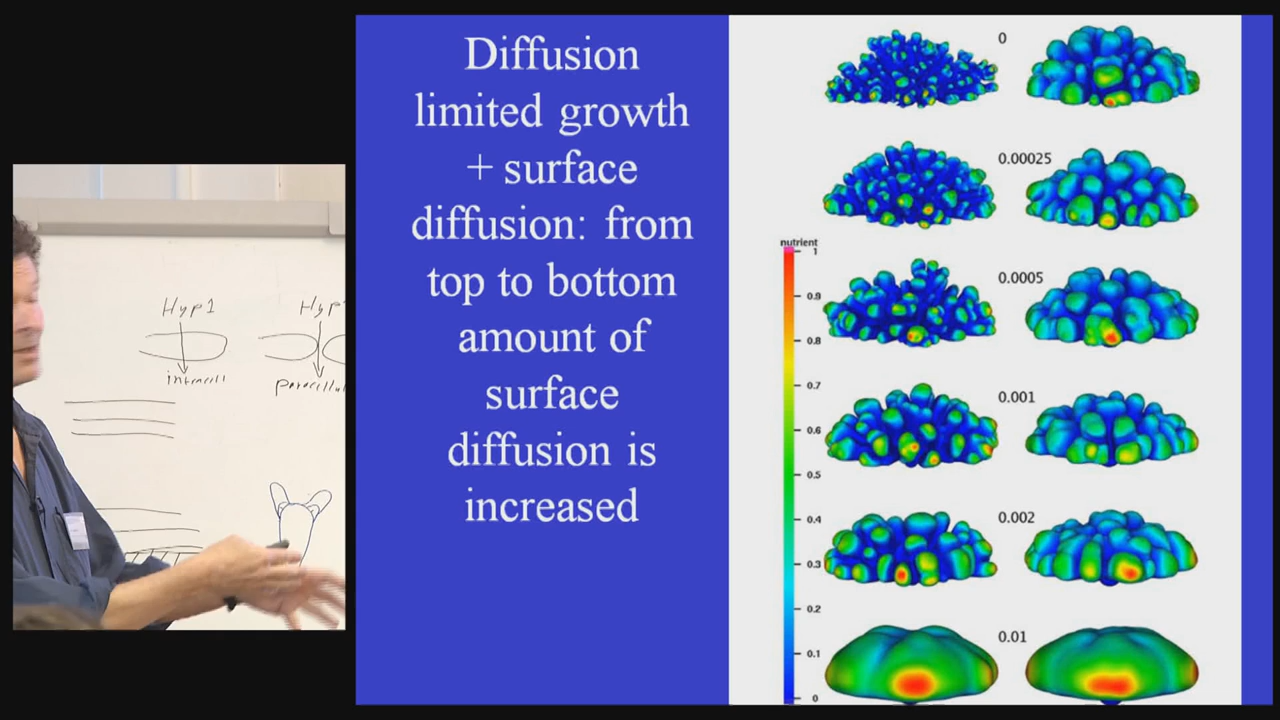 Diffusion
limited growth
+ surface
diffusion: from
top to bottom
amount of
surface
diffusion is
increased
0
0.00025
0.0005
0.001
0.002
0.01
nutrient
1
0.9
0.8
0.7
0.6
0.5
0.4
0.3
0.2
0.1
0
Hyp1
Hyp